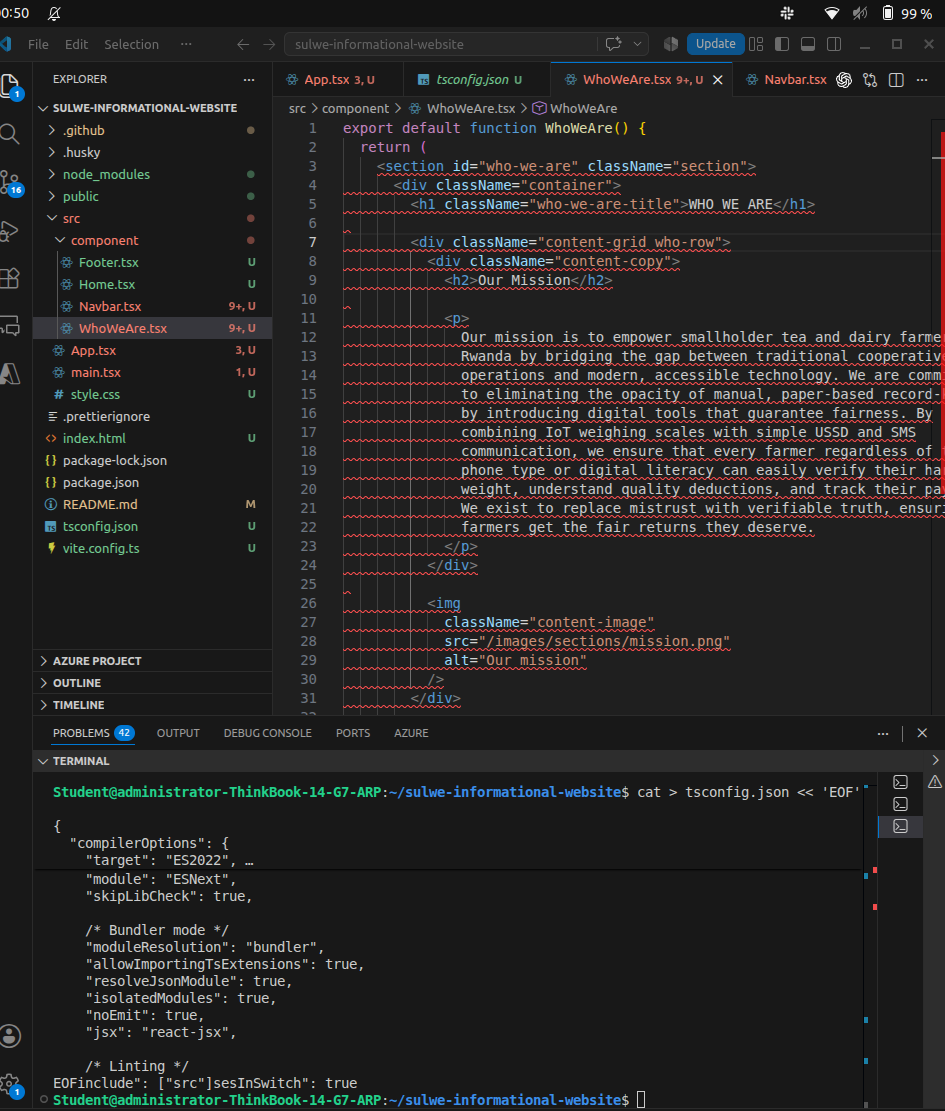 0:50
99 %
File Edit Selection ···
sulwe-informational-website
Update
EXPLORER ···
SULWE-INFORMATIONAL-WEBSITE
.github
.husky
node_modules
public
src
component
Footer.tsx U
Home.tsx U
Navbar.tsx 9+, U
WhoWeAre.tsx 9+, U
App.tsx 3, U
main.tsx 1, U
# style.css U
.prettierignore
<> index.html U
{} package-lock.json
{} package.json
README.md M
TS tsconfig.json U
vite.config.ts U
AZURE PROJECT
OUTLINE
TIMELINE
1
16
1
App.tsx 3, U
TS tsconfig.json U
WhoWeAre.tsx 9+, U
Navbar.tsx
···
src > component > WhoWeAre.tsx > WhoWeAre
1 export default function WhoWeAre() {
2 return (
3 <section id="who-we-are" className="section">
4 <div className="container">
5 <h1 className="who-we-are-title">WHO WE ARE</h1>
6
7 <div className="content-grid who-row">
8 <div className="content-copy">
9 <h2>Our Mission</h2>
10
11 <p>
12 Our mission is to empower smallholder tea and dairy farme
13 Rwanda by bridging the gap between traditional cooperativ
14 operations and modern, accessible technology. We are comm
15 to eliminating the opacity of manual, paper-based record-
16 by introducing digital tools that guarantee fairness. By
17 combining IoT weighing scales with simple USSD and SMS
18 communication, we ensure that every farmer regardless of
19 phone type or digital literacy can easily verify their ha
20 weight, understand quality deductions, and track their pa
21 We exist to replace mistrust with verifiable truth, ensuri
22 farmers get the fair returns they deserve.
23 </p>
24 </div>
25
26 <img
27 className="content-image"
28 src="/images/sections/mission.png"
29 alt="Our mission"
30 />
31 </div>
PROBLEMS 42 OUTPUT DEBUG CONSOLE PORTS AZURE ···
TERMINAL
Student@administrator-ThinkBook-14-G7-ARP:~/sulwe-informational-website$ cat > tsconfig.json << 'EOF'
{
"compilerOptions": {
"target": "ES2022", …
"module": "ESNext",
"skipLibCheck": true,
/* Bundler mode */
"moduleResolution": "bundler",
"allowImportingTsExtensions": true,
"resolveJsonModule": true,
"isolatedModules": true,
"noEmit": true,
"jsx": "react-jsx",
/* Linting */
EOFinclude": ["src"]sesInSwitch": true
Student@administrator-ThinkBook-14-G7-ARP:~/sulwe-informational-website$